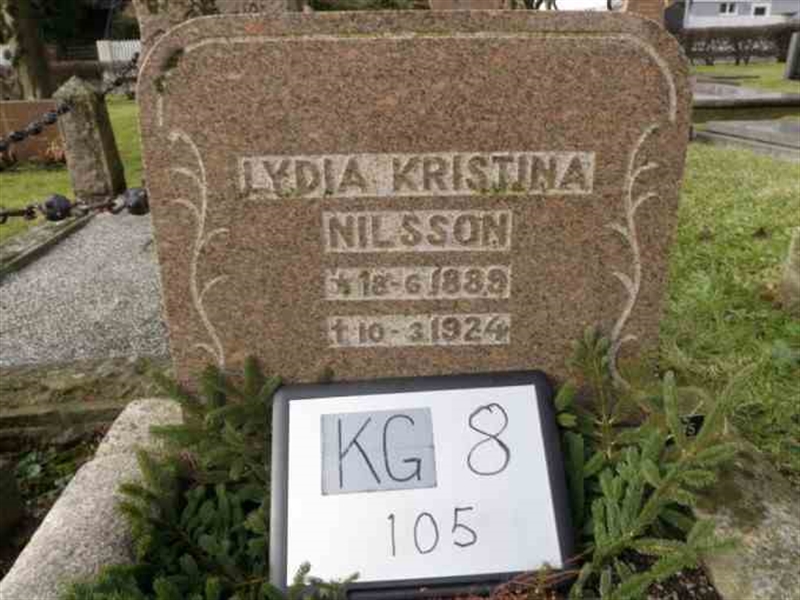 LYDIA KRISTINA
NILSSON
* 18-6 1889
† 10-3 1924
KG 8
105